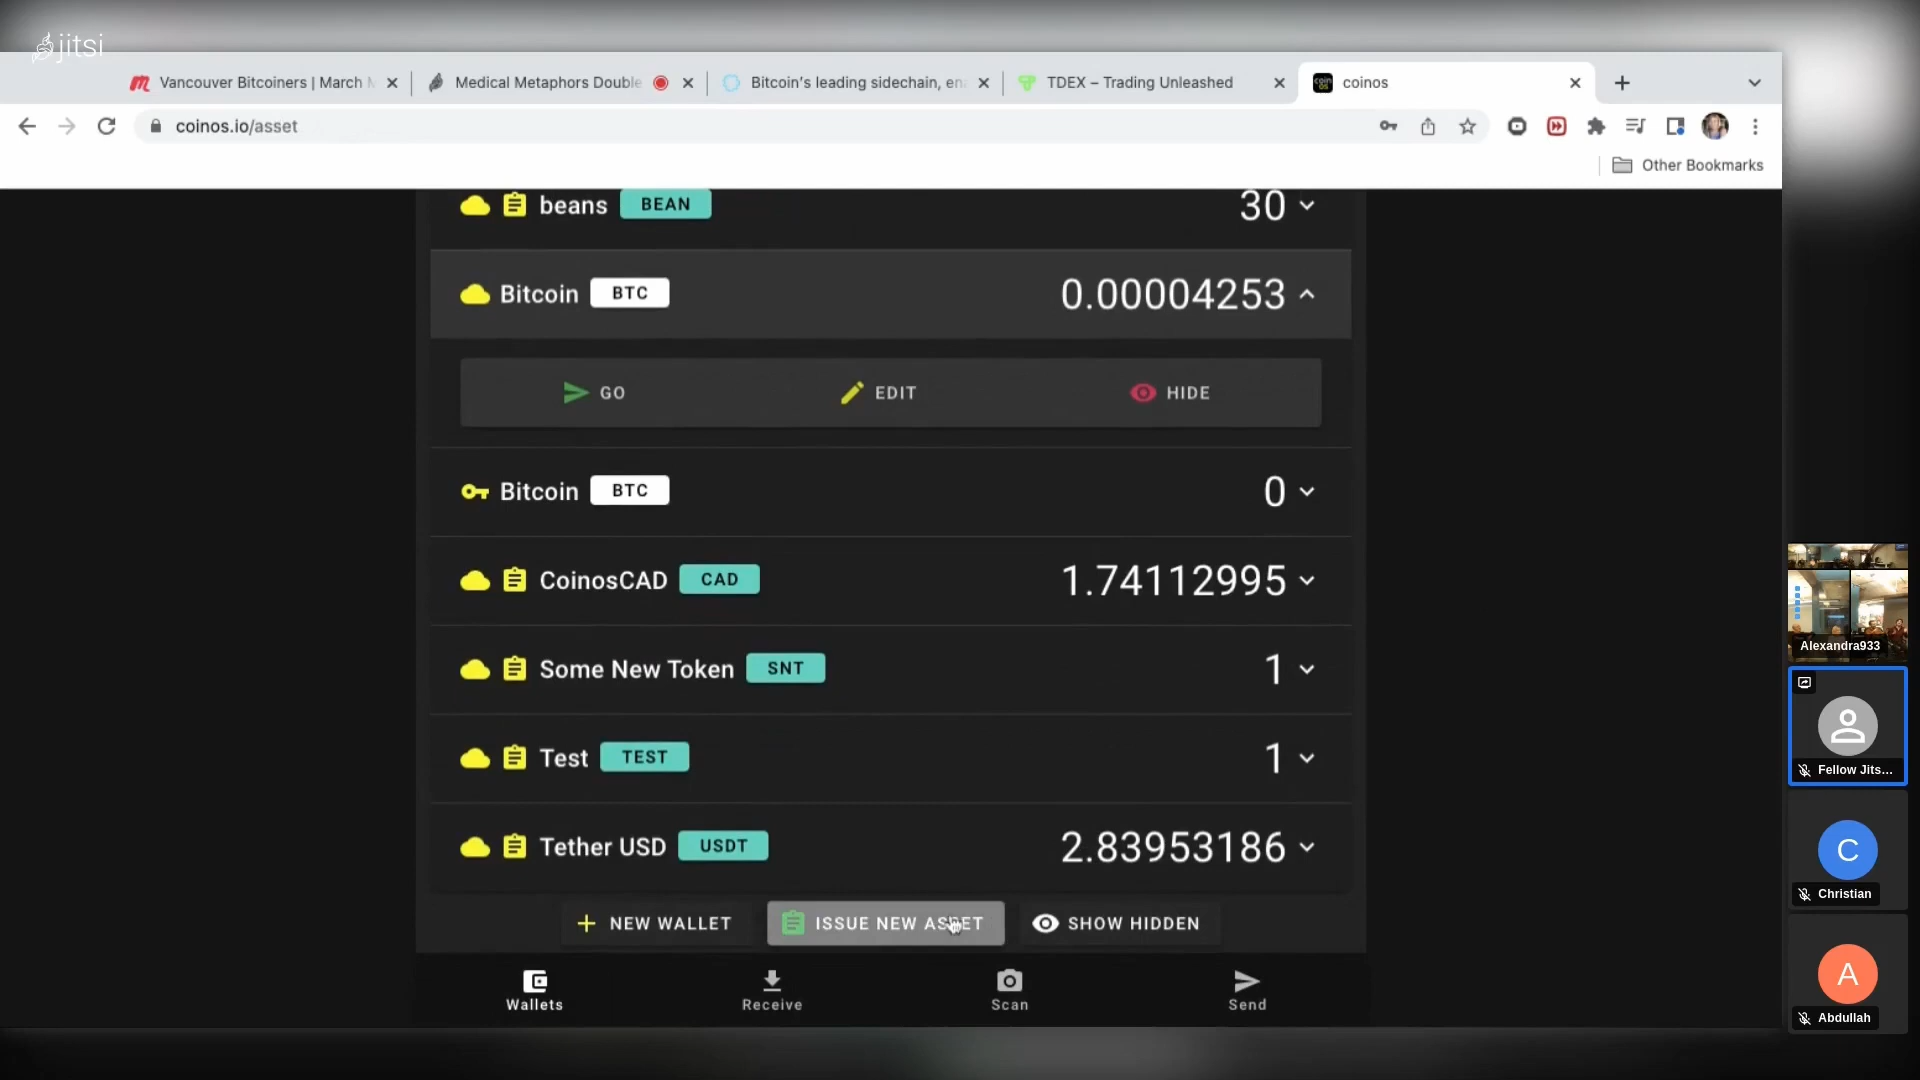 jitsi
Vancouver Bitcoiners | March
Medical Metaphors Double
Bitcoin's leading sidechain, en
TDEX – Trading Unleashed
coinos
coinos.io/asset
Other Bookmarks
beans BEAN 30
Bitcoin BTC 0.00004253
GO EDIT HIDE
Bitcoin BTC 0
CoinosCAD CAD 1.74112995
Some New Token SNT 1
Test TEST 1
Tether USD USDT 2.83953186
NEW WALLET ISSUE NEW ASSET SHOW HIDDEN
Wallets Receive Scan Send
Alexandra933
Fellow Jits...
C
Christian
A
Abdullah